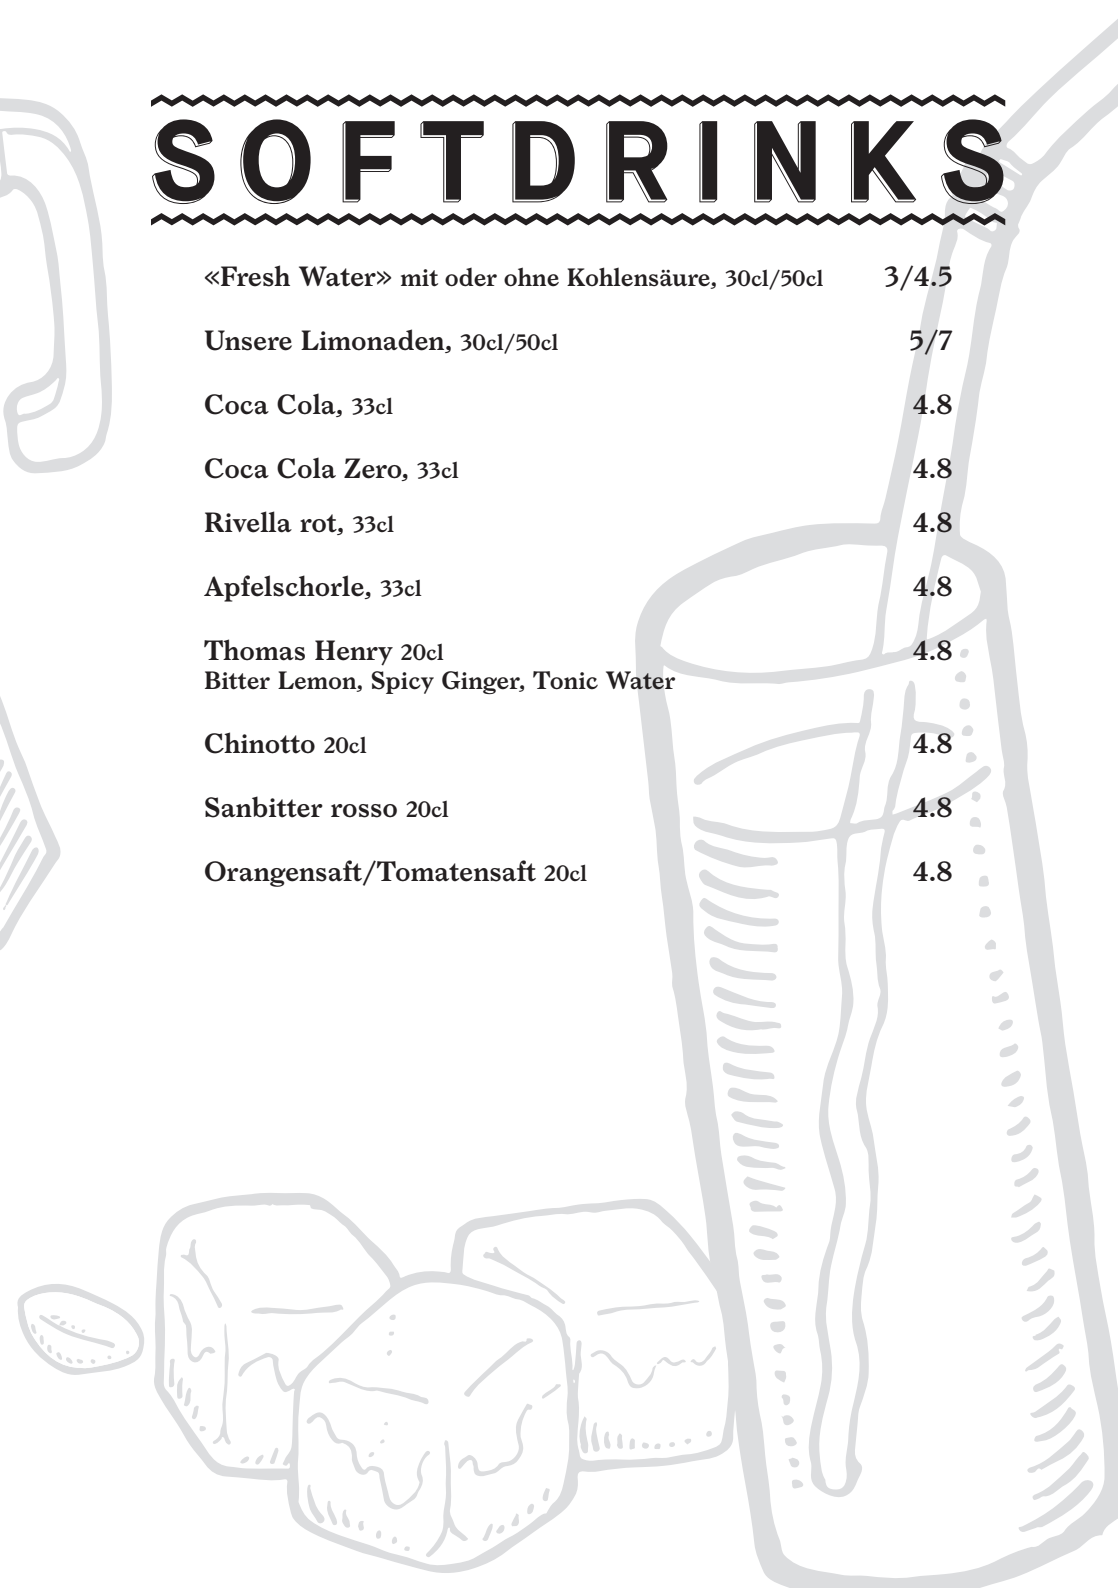 SOFTDRINKS
«Fresh Water» mit oder ohne Kohlensäure, 30cl/50cl 3/4.5
Unsere Limonaden, 30cl/50cl 5/7
Coca Cola, 33cl 4.8
Coca Cola Zero, 33cl 4.8
Rivella rot, 33cl 4.8
Apfelschorle, 33cl 4.8
Thomas Henry 20cl 4.8
Bitter Lemon, Spicy Ginger, Tonic Water
Chinotto 20cl 4.8
Sanbitter rosso 20cl 4.8
Orangensaft/Tomatensaft 20cl 4.8